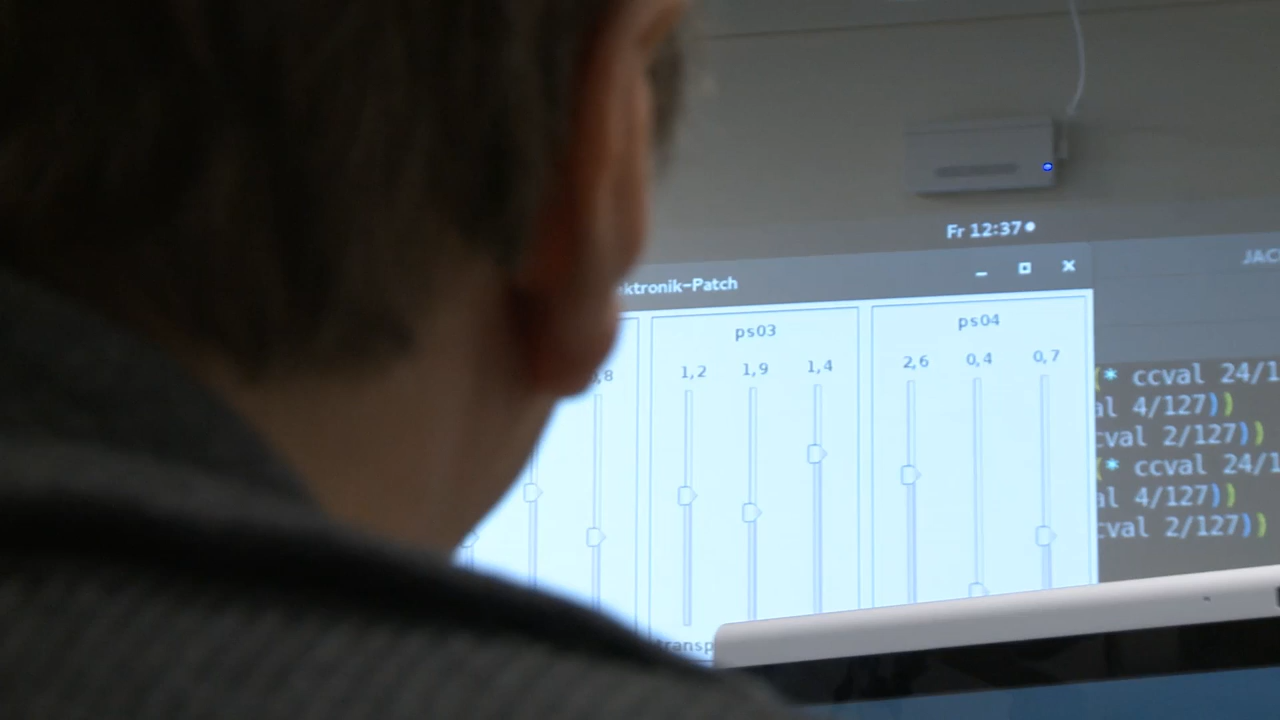 Fr 12:37
ktronik-Patch
JAC
ps03
ps04
,8
1,2 1,9 1,4
2,6 0,4 0,7
(* ccval 24/1
al 4/127))
cval 2/127))
(* ccval 24/1
al 4/127))
cval 2/127))
transp